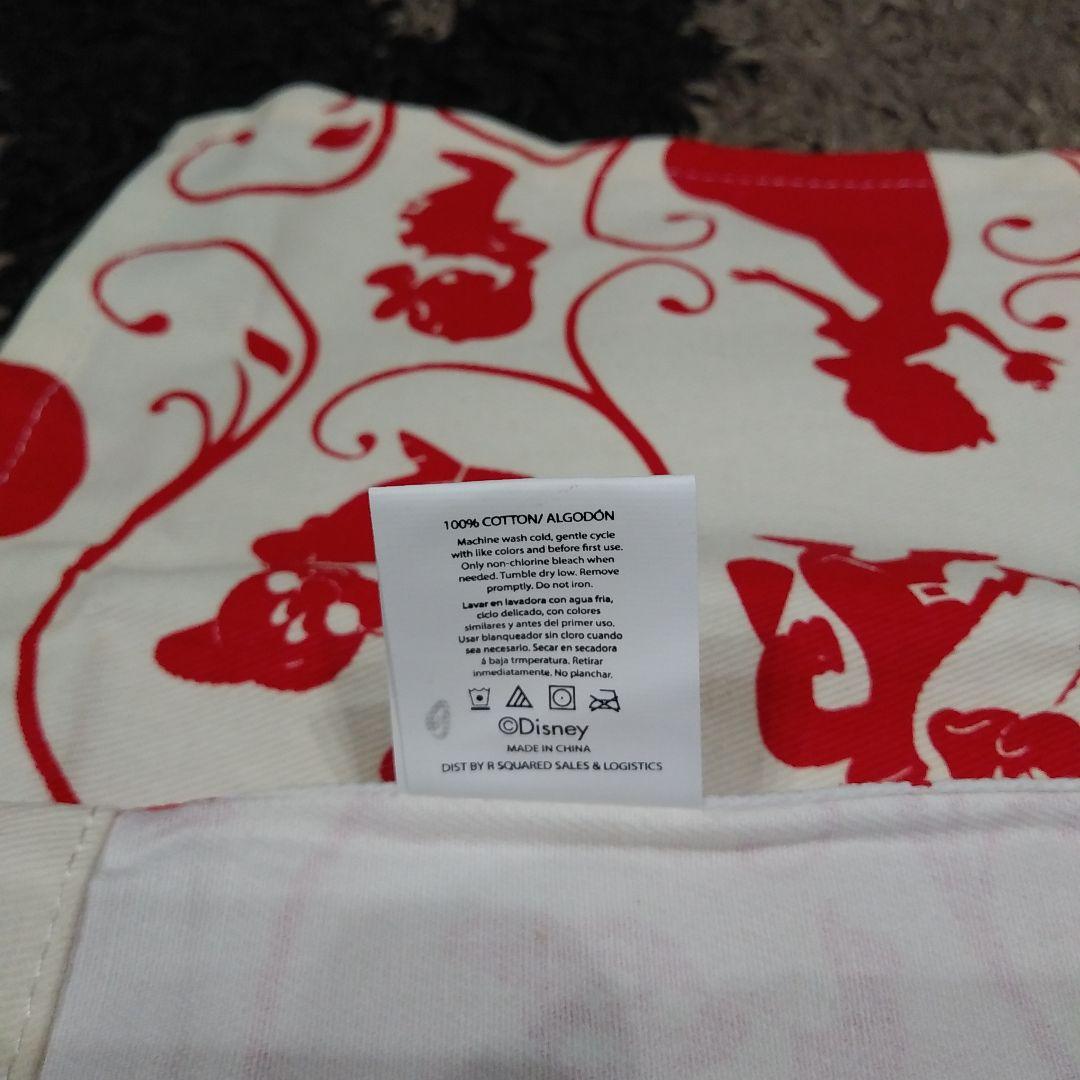 100% COTTON/ ALGODÓN
Machine wash cold, gentle cycle
with like colors and before first use.
Only non-chlorine bleach when
needed. Tumble dry low. Remove
promptly. Do not iron.
Lavar en lavadora con agua fria,
ciclo delicado, con colores
similares y antes del primer uso.
Usar blanqueador sin cloro cuando
sea necesario. Secar en secadora
á baja trmperatura. Retirar
inmediatamente. No planchar.
©Disney
MADE IN CHINA
DIST BY R SQUARED SALES & LOGISTICS